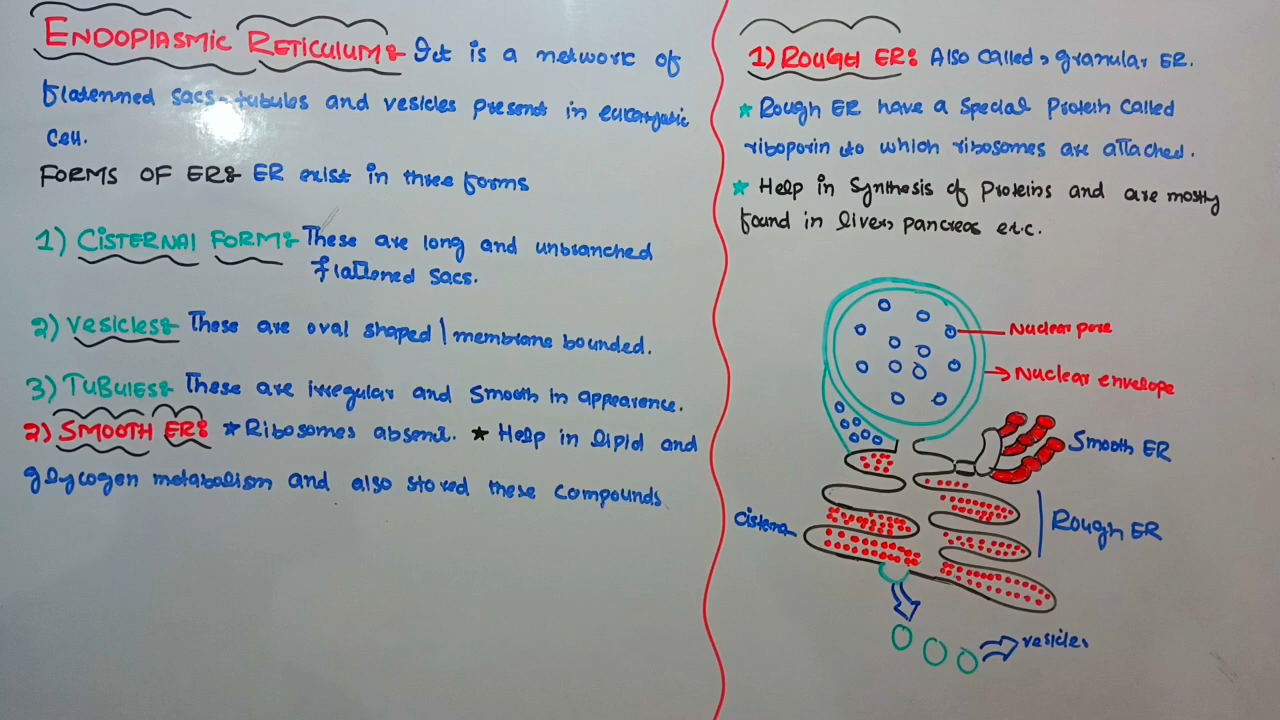 ENDOPLASMIC RETICULUM:- It is a network of
flatenned sacs-tubuls and vesicles presents in eukaryotic
cell.
FORMS OF ER:- ER exist in three forms
1) CISTERNAL FORM:- These are long and unbranched
flattened sacs.
2) Vesicles:- These are oval shaped | membrane bounded.
3) TUBULES:- These are irregular and smooth in appearence.
2) SMOOTH ER:- ★ Ribosomes absent. ★ Help in lipid and
glycogen metabolism and also stored these compounds
1) ROUGH ER:- Also called, granular ER.
★ Rough ER have a special protein called
riboporin to which ribosomes are attached.
★ Help in synthesis of proteins and are mostly
found in liver, pancreas etc.
Nuclear pore
Nuclear envelope
Smooth ER
Rough ER
cisterna
vesicles